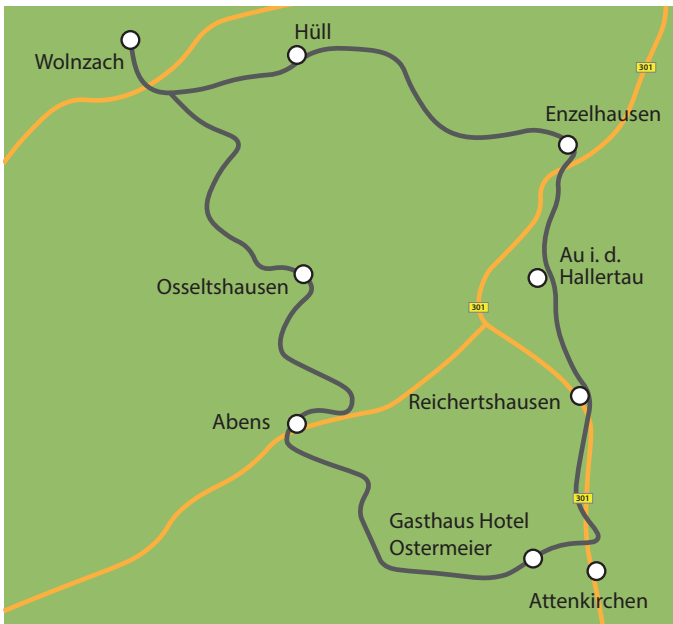 Hüll
Wolnzach
301
Enzelhausen
Au i. d.
Hallertau
Osseltshausen
301
Reichertshausen
Abens
301
Gasthaus Hotel
Ostermeier
Attenkirchen